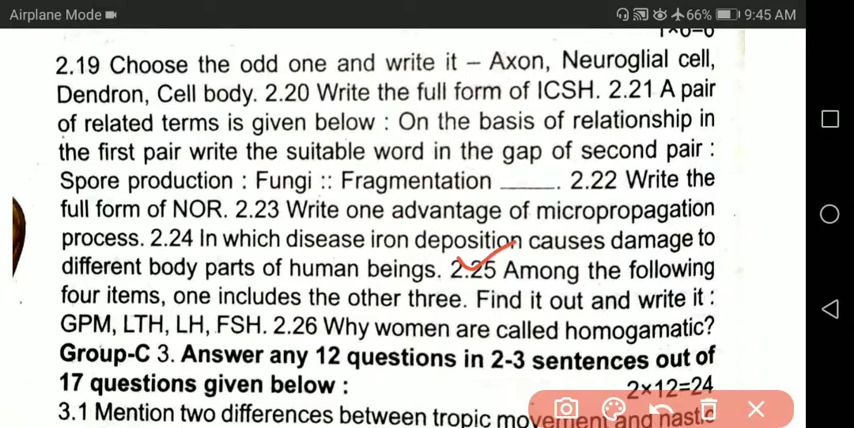 Airplane Mode 66% 9:45 AM
1×6=6
2.19 Choose the odd one and write it – Axon, Neuroglial cell,
Dendron, Cell body. 2.20 Write the full form of ICSH. 2.21 A pair
of related terms is given below : On the basis of relationship in
the first pair write the suitable word in the gap of second pair :
Spore production : Fungi :: Fragmentation _____. 2.22 Write the
full form of NOR. 2.23 Write one advantage of micropropagation
process. 2.24 In which disease iron deposition causes damage to
different body parts of human beings. 2.25 Among the following
four items, one includes the other three. Find it out and write it :
GPM, LTH, LH, FSH. 2.26 Why women are called homogamatic?
Group-C 3. Answer any 12 questions in 2-3 sentences out of
17 questions given below :
2×12=24
3.1 Mention two differences between tropic movement and nastic